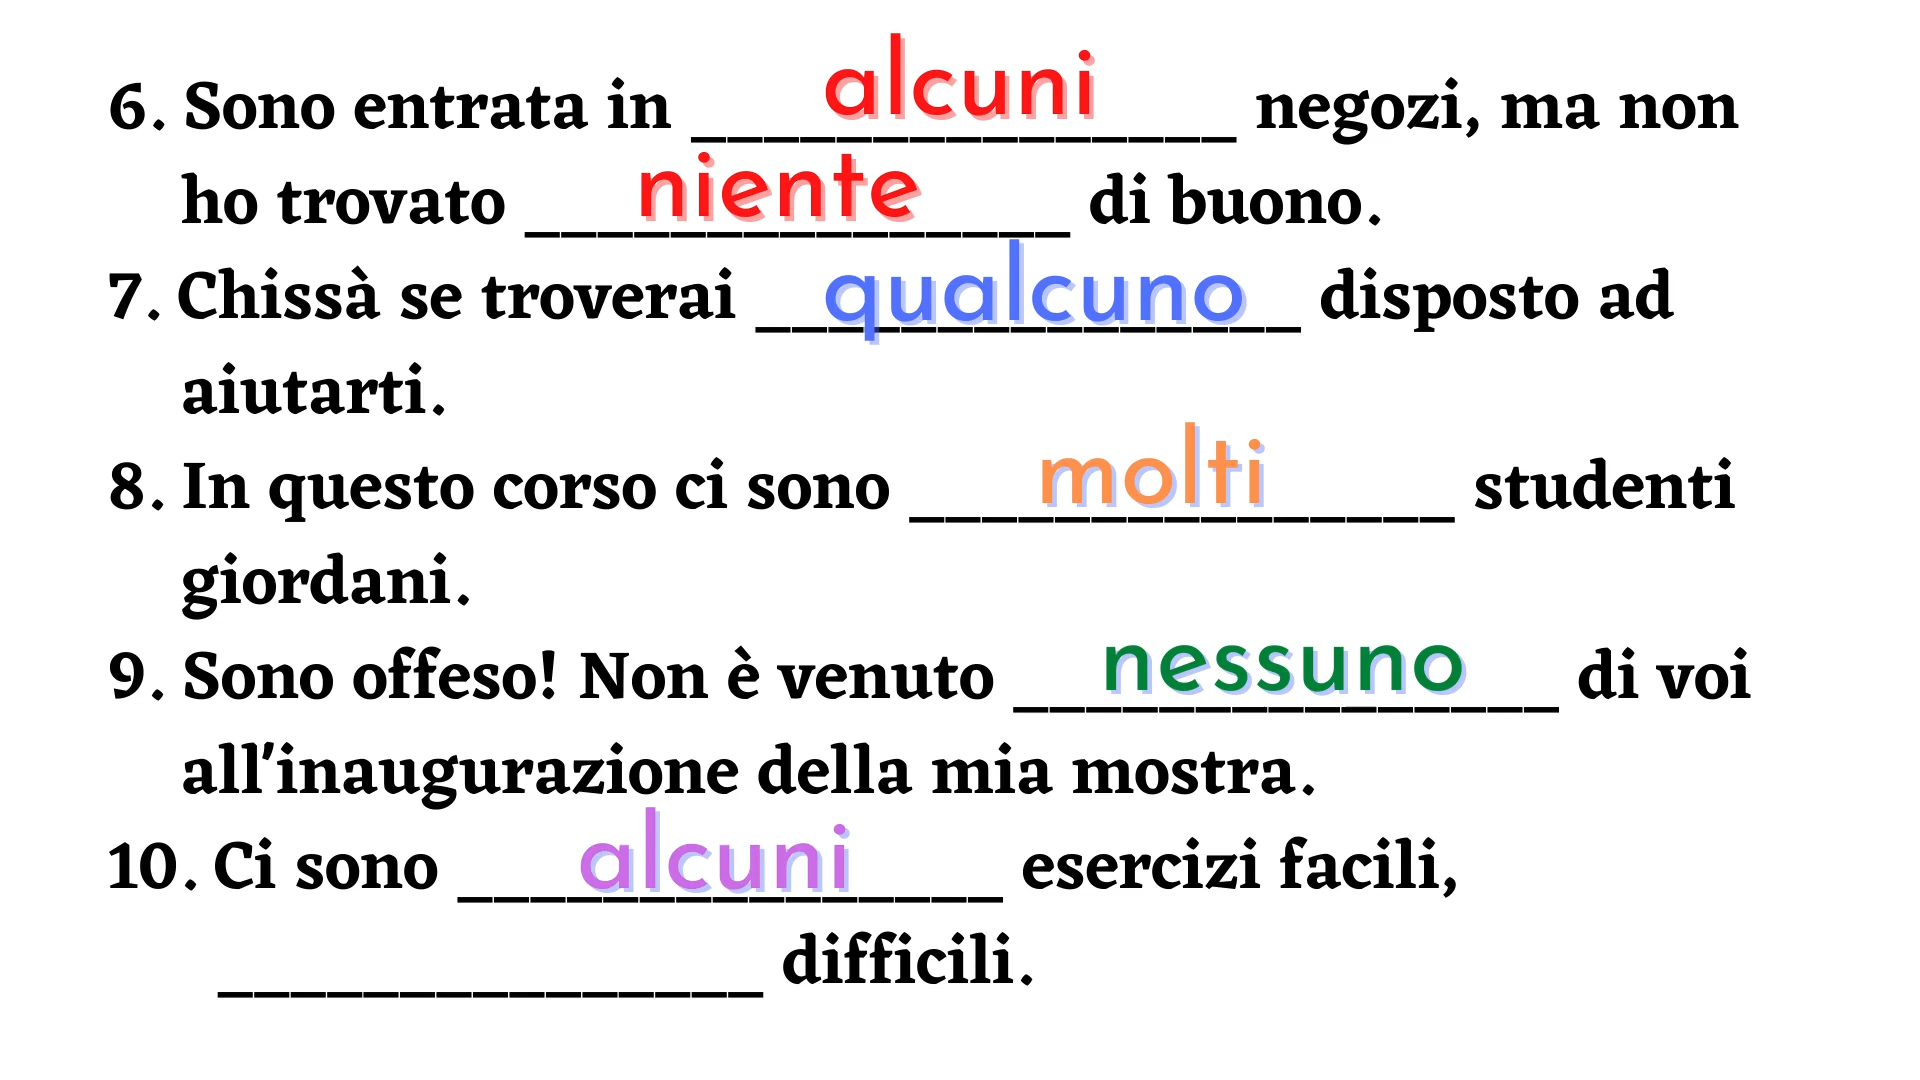 6. Sono entrata in alcuni negozi, ma non
ho trovato niente di buono.
7. Chissà se troverai qualcuno disposto ad
aiutarti.
8. In questo corso ci sono molti studenti
giordani.
9. Sono offeso! Non è venuto nessuno di voi
all'inaugurazione della mia mostra.
10. Ci sono alcuni esercizi facili,
_______________ difficili.